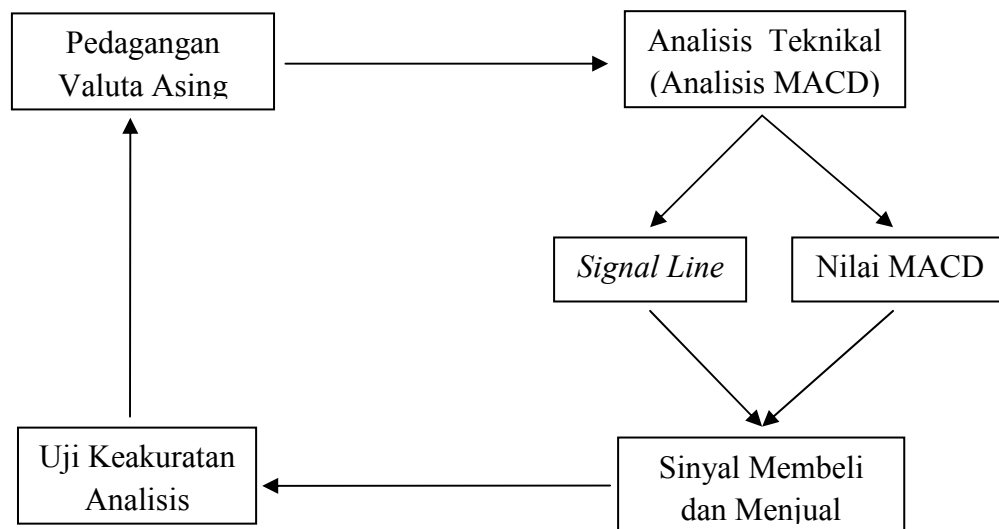 Pedagangan
Valuta Asing
Analisis Teknikal
(Analisis MACD)
Signal Line
Nilai MACD
Uji Keakuratan
Analisis
Sinyal Membeli
dan Menjual